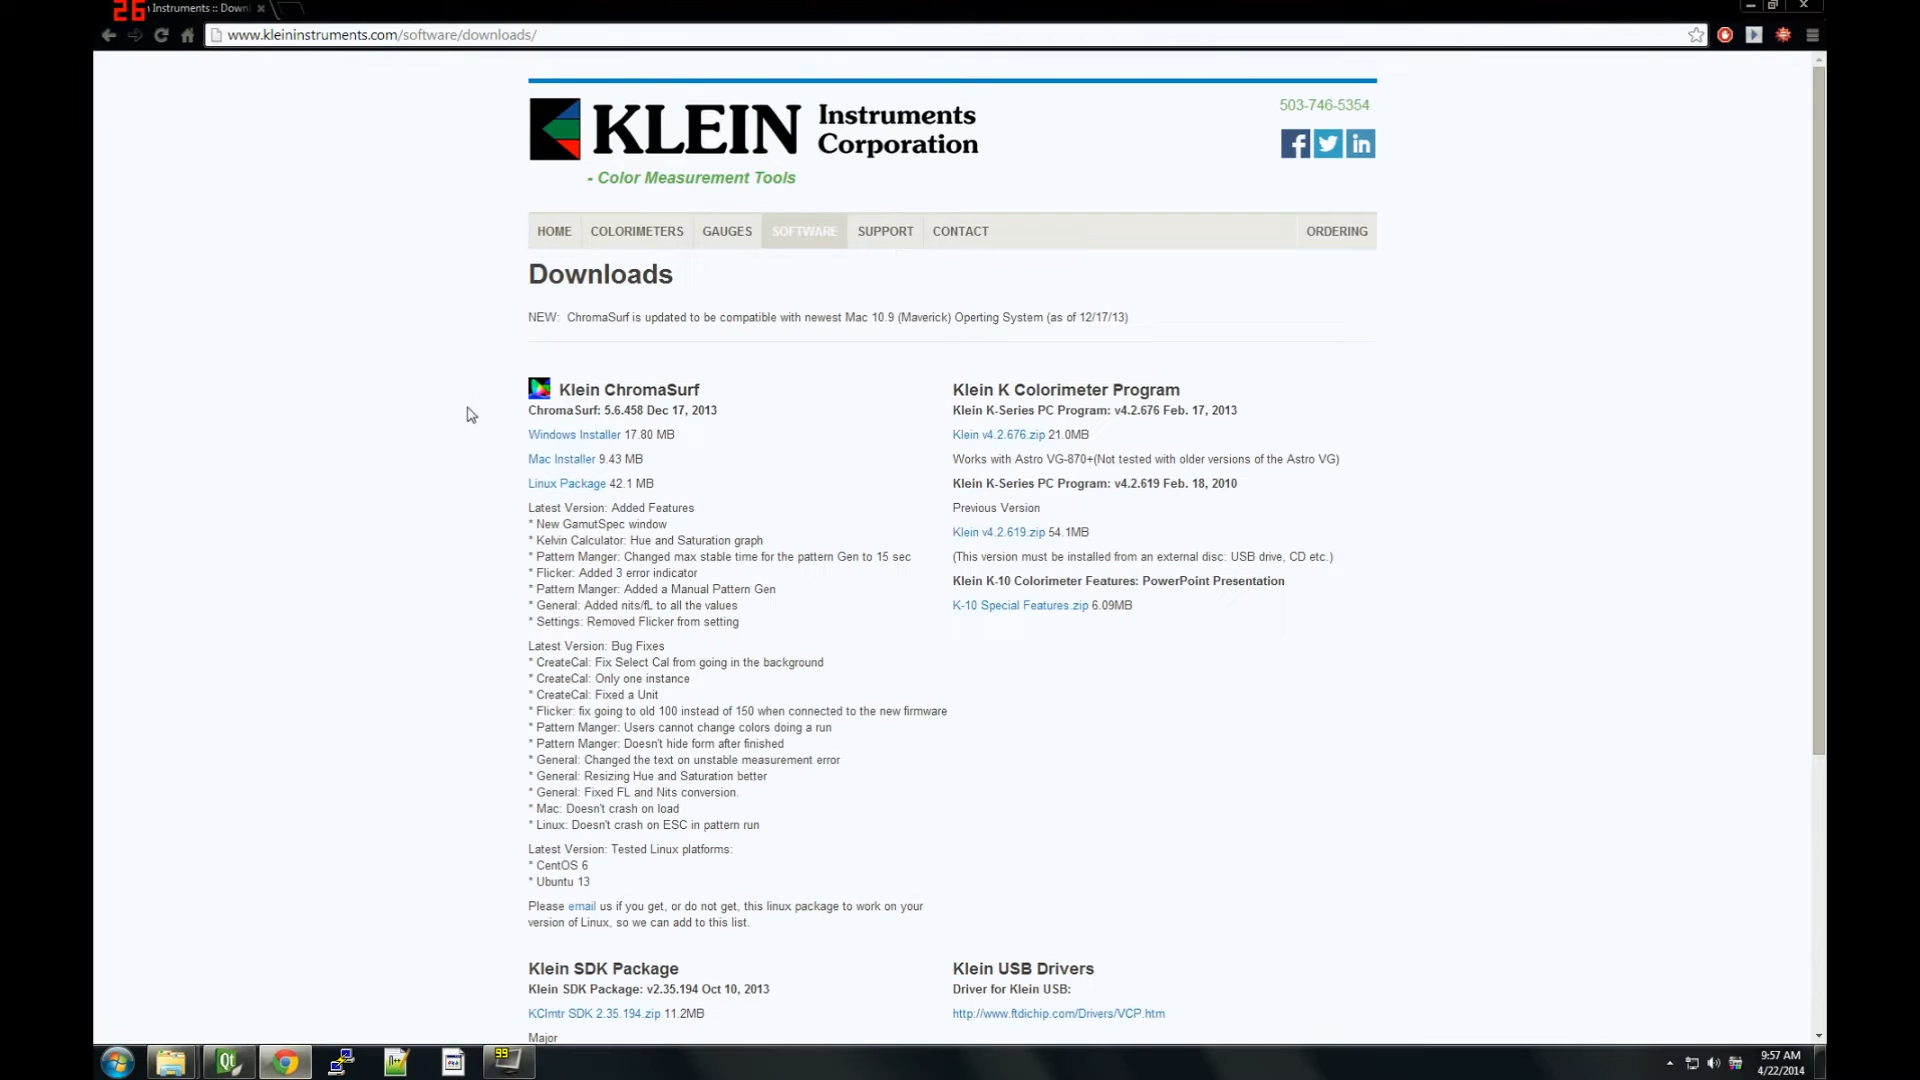 26
Instruments :: Downl
www.kleininstruments.com/software/downloads/
KLEIN Instruments Corporation
- Color Measurement Tools
503-746-5354
HOME COLORIMETERS GAUGES SOFTWARE SUPPORT CONTACT ORDERING
Downloads
NEW: ChromaSurf is updated to be compatible with newest Mac 10.9 (Maverick) Operting System (as of 12/17/13)
Klein ChromaSurf
ChromaSurf: 5.6.458 Dec 17, 2013
Windows Installer 17.80 MB
Mac Installer 9.43 MB
Linux Package 42.1 MB
Latest Version: Added Features
* New GamutSpec window
* Kelvin Calculator: Hue and Saturation graph
* Pattern Manger: Changed max stable time for the pattern Gen to 15 sec
* Flicker: Added 3 error indicator
* Pattern Manger: Added a Manual Pattern Gen
* General: Added nits/fL to all the values
* Settings: Removed Flicker from setting
Latest Version: Bug Fixes
* CreateCal: Fix Select Cal from going in the background
* CreateCal: Only one instance
* CreateCal: Fixed a Unit
* Flicker: fix going to old 100 instead of 150 when connected to the new firmware
* Pattern Manger: Users cannot change colors doing a run
* Pattern Manger: Doesn't hide form after finished
* General: Changed the text on unstable measurement error
* General: Resizing Hue and Saturation better
* General: Fixed FL and Nits conversion.
* Mac: Doesn't crash on load
* Linux: Doesn't crash on ESC in pattern run
Latest Version: Tested Linux platforms:
* CentOS 6
* Ubuntu 13
Please email us if you get, or do not get, this linux package to work on your
version of Linux, so we can add to this list.
Klein K Colorimeter Program
Klein K-Series PC Program: v4.2.676 Feb. 17, 2013
Klein v4.2.676.zip 21.0MB
Works with Astro VG-870+(Not tested with older versions of the Astro VG)
Klein K-Series PC Program: v4.2.619 Feb. 18, 2010
Previous Version
Klein v4.2.619.zip 54.1MB
(This version must be installed from an external disc: USB drive, CD etc.)
Klein K-10 Colorimeter Features: PowerPoint Presentation
K-10 Special Features.zip 6.09MB
Klein SDK Package
Klein SDK Package: v2.35.194 Oct 10, 2013
KClmtr SDK 2.35.194.zip 11.2MB
Major
Klein USB Drivers
Driver for Klein USB:
http://www.ftdichip.com/Drivers/VCP.htm
Qt
99
9:57 AM
4/22/2014